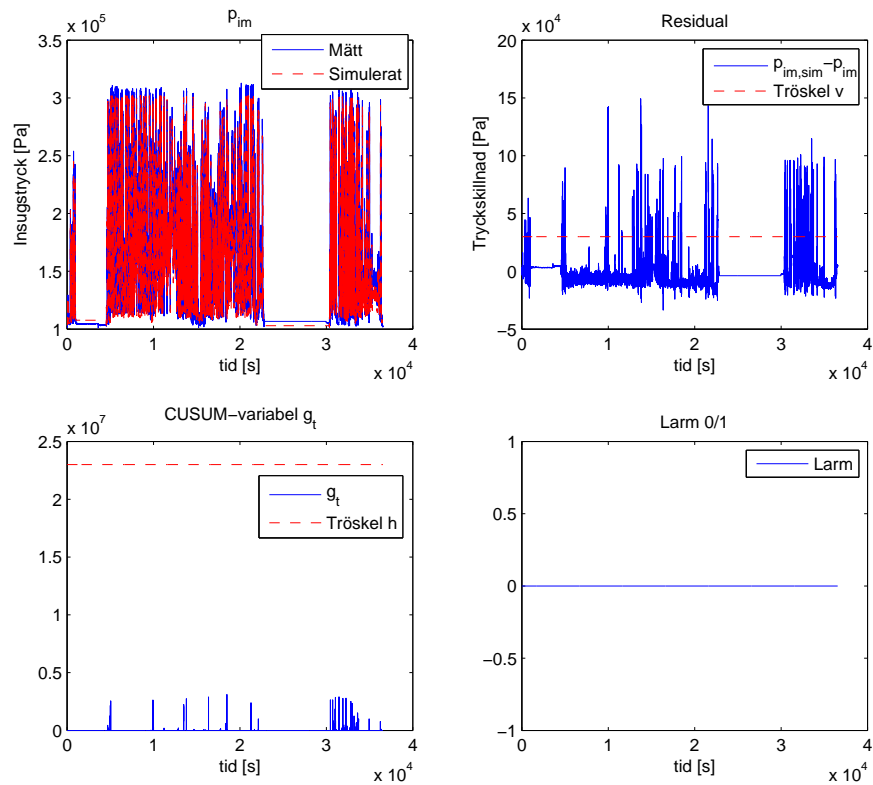 p_im
x 10^5
3.5
3
2.5
2
1.5
1
Insugstryck [Pa]
Mätt
Simulerat
0
1
2
3
4
tid [s]
x 10^4
Residual
x 10^4
20
15
10
5
0
−5
Tryckskillnad [Pa]
p_im,sim−p_im
Tröskel v
0
1
2
3
4
tid [s]
x 10^4
CUSUM−variabel g_t
x 10^7
2.5
2
1.5
1
0.5
0
g_t
Tröskel h
0
1
2
3
4
tid [s]
x 10^4
Larm 0/1
1
0.5
0
−0.5
−1
Larm
0
1
2
3
4
tid [s]
x 10^4